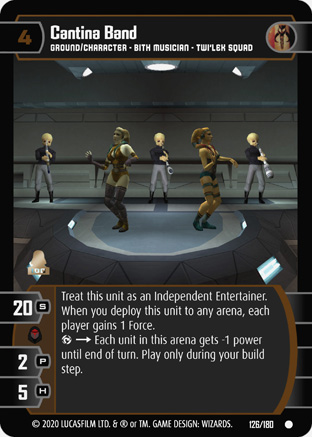 4
Cantina Band
GROUND/CHARACTER - BITH MUSICIAN - TWI'LEK SQUAD
20 S
Treat this unit as an Independent Entertainer.
When you deploy this unit to any arena, each
player gains 1 Force.
→ Each unit in this arena gets -1 power
until end of turn. Play only during your build
step.
2 P
5 H
© 2020 LUCASFILM LTD. & ® or TM. GAME DESIGN: WIZARDS. 126/180